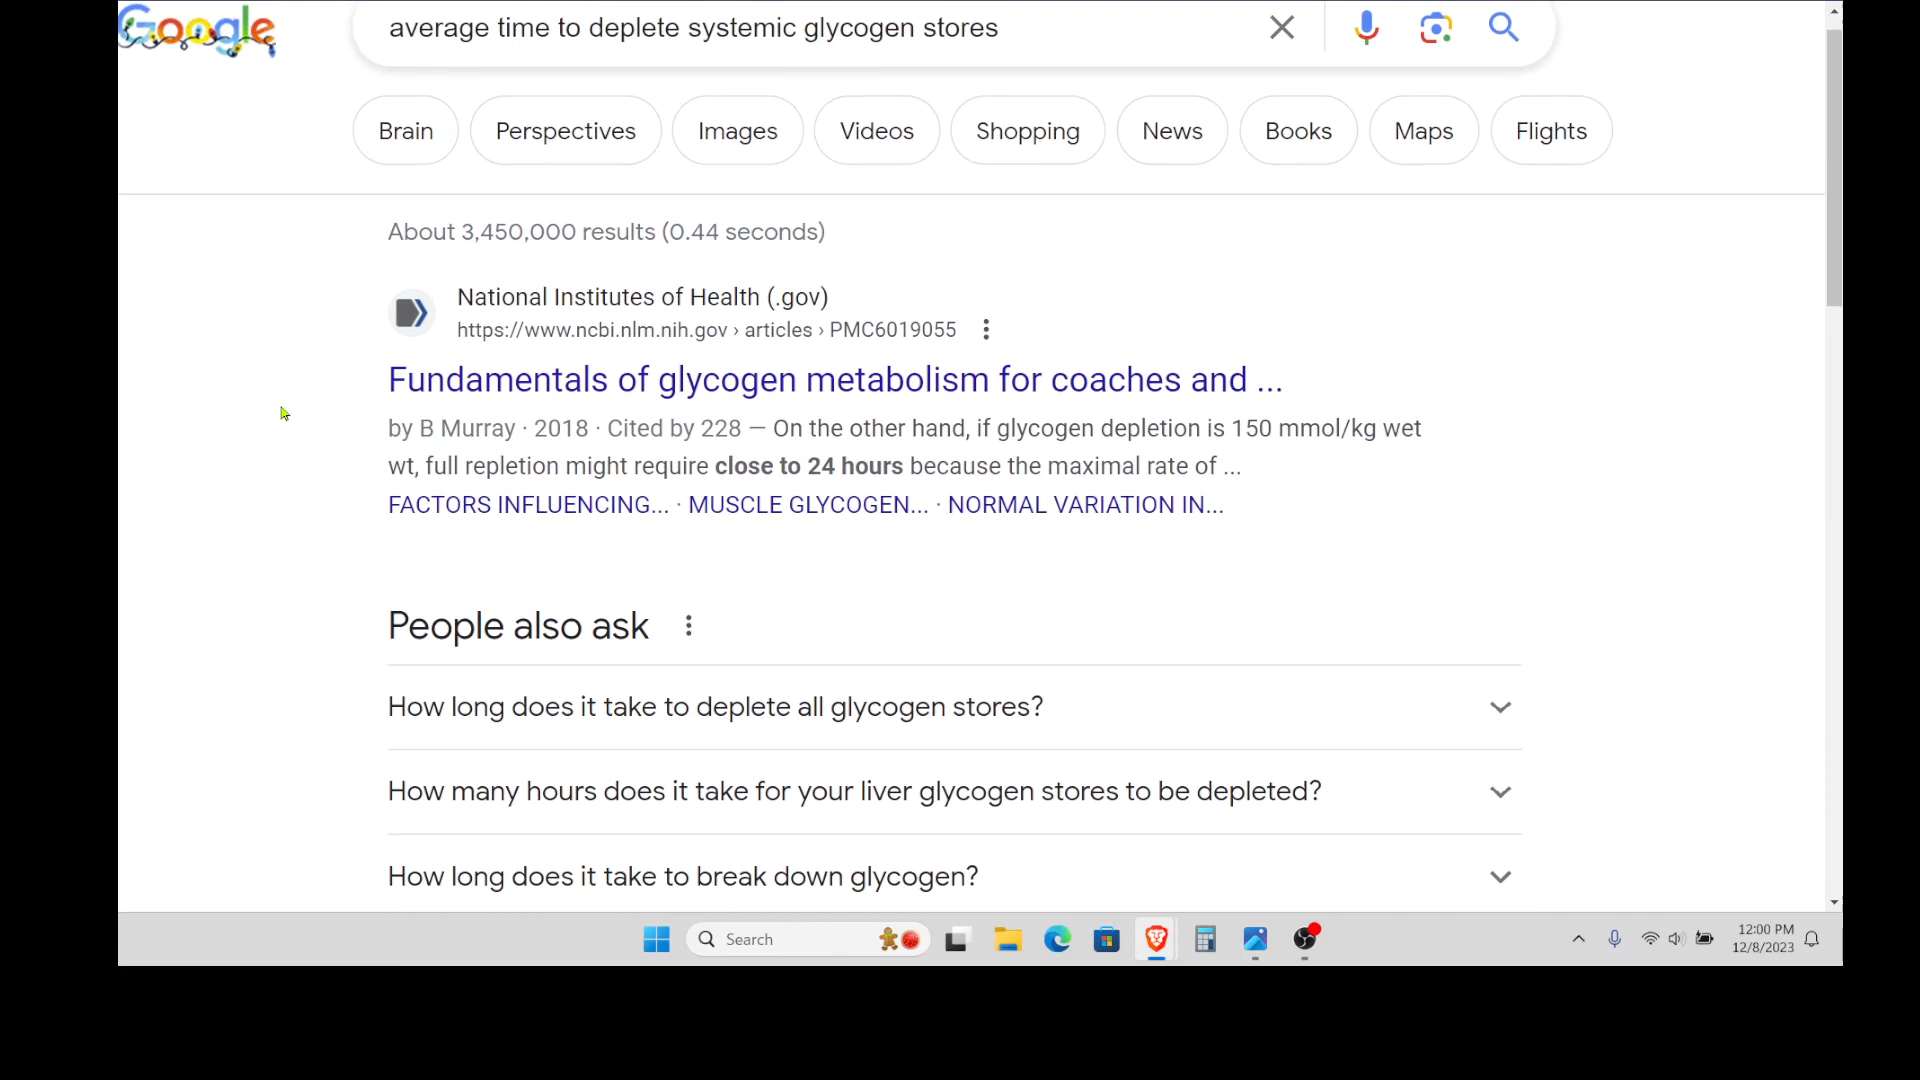 Google
average time to deplete systemic glycogen stores
Brain
Perspectives
Images
Videos
Shopping
News
Books
Maps
Flights
About 3,450,000 results (0.44 seconds)
National Institutes of Health (.gov)
https://www.ncbi.nlm.nih.gov › articles › PMC6019055
Fundamentals of glycogen metabolism for coaches and ...
by B Murray · 2018 · Cited by 228 — On the other hand, if glycogen depletion is 150 mmol/kg wet
wt, full repletion might require close to 24 hours because the maximal rate of ...
FACTORS INFLUENCING... · MUSCLE GLYCOGEN... · NORMAL VARIATION IN...
People also ask
How long does it take to deplete all glycogen stores?
How many hours does it take for your liver glycogen stores to be depleted?
How long does it take to break down glycogen?
Search
12:00 PM
12/8/2023